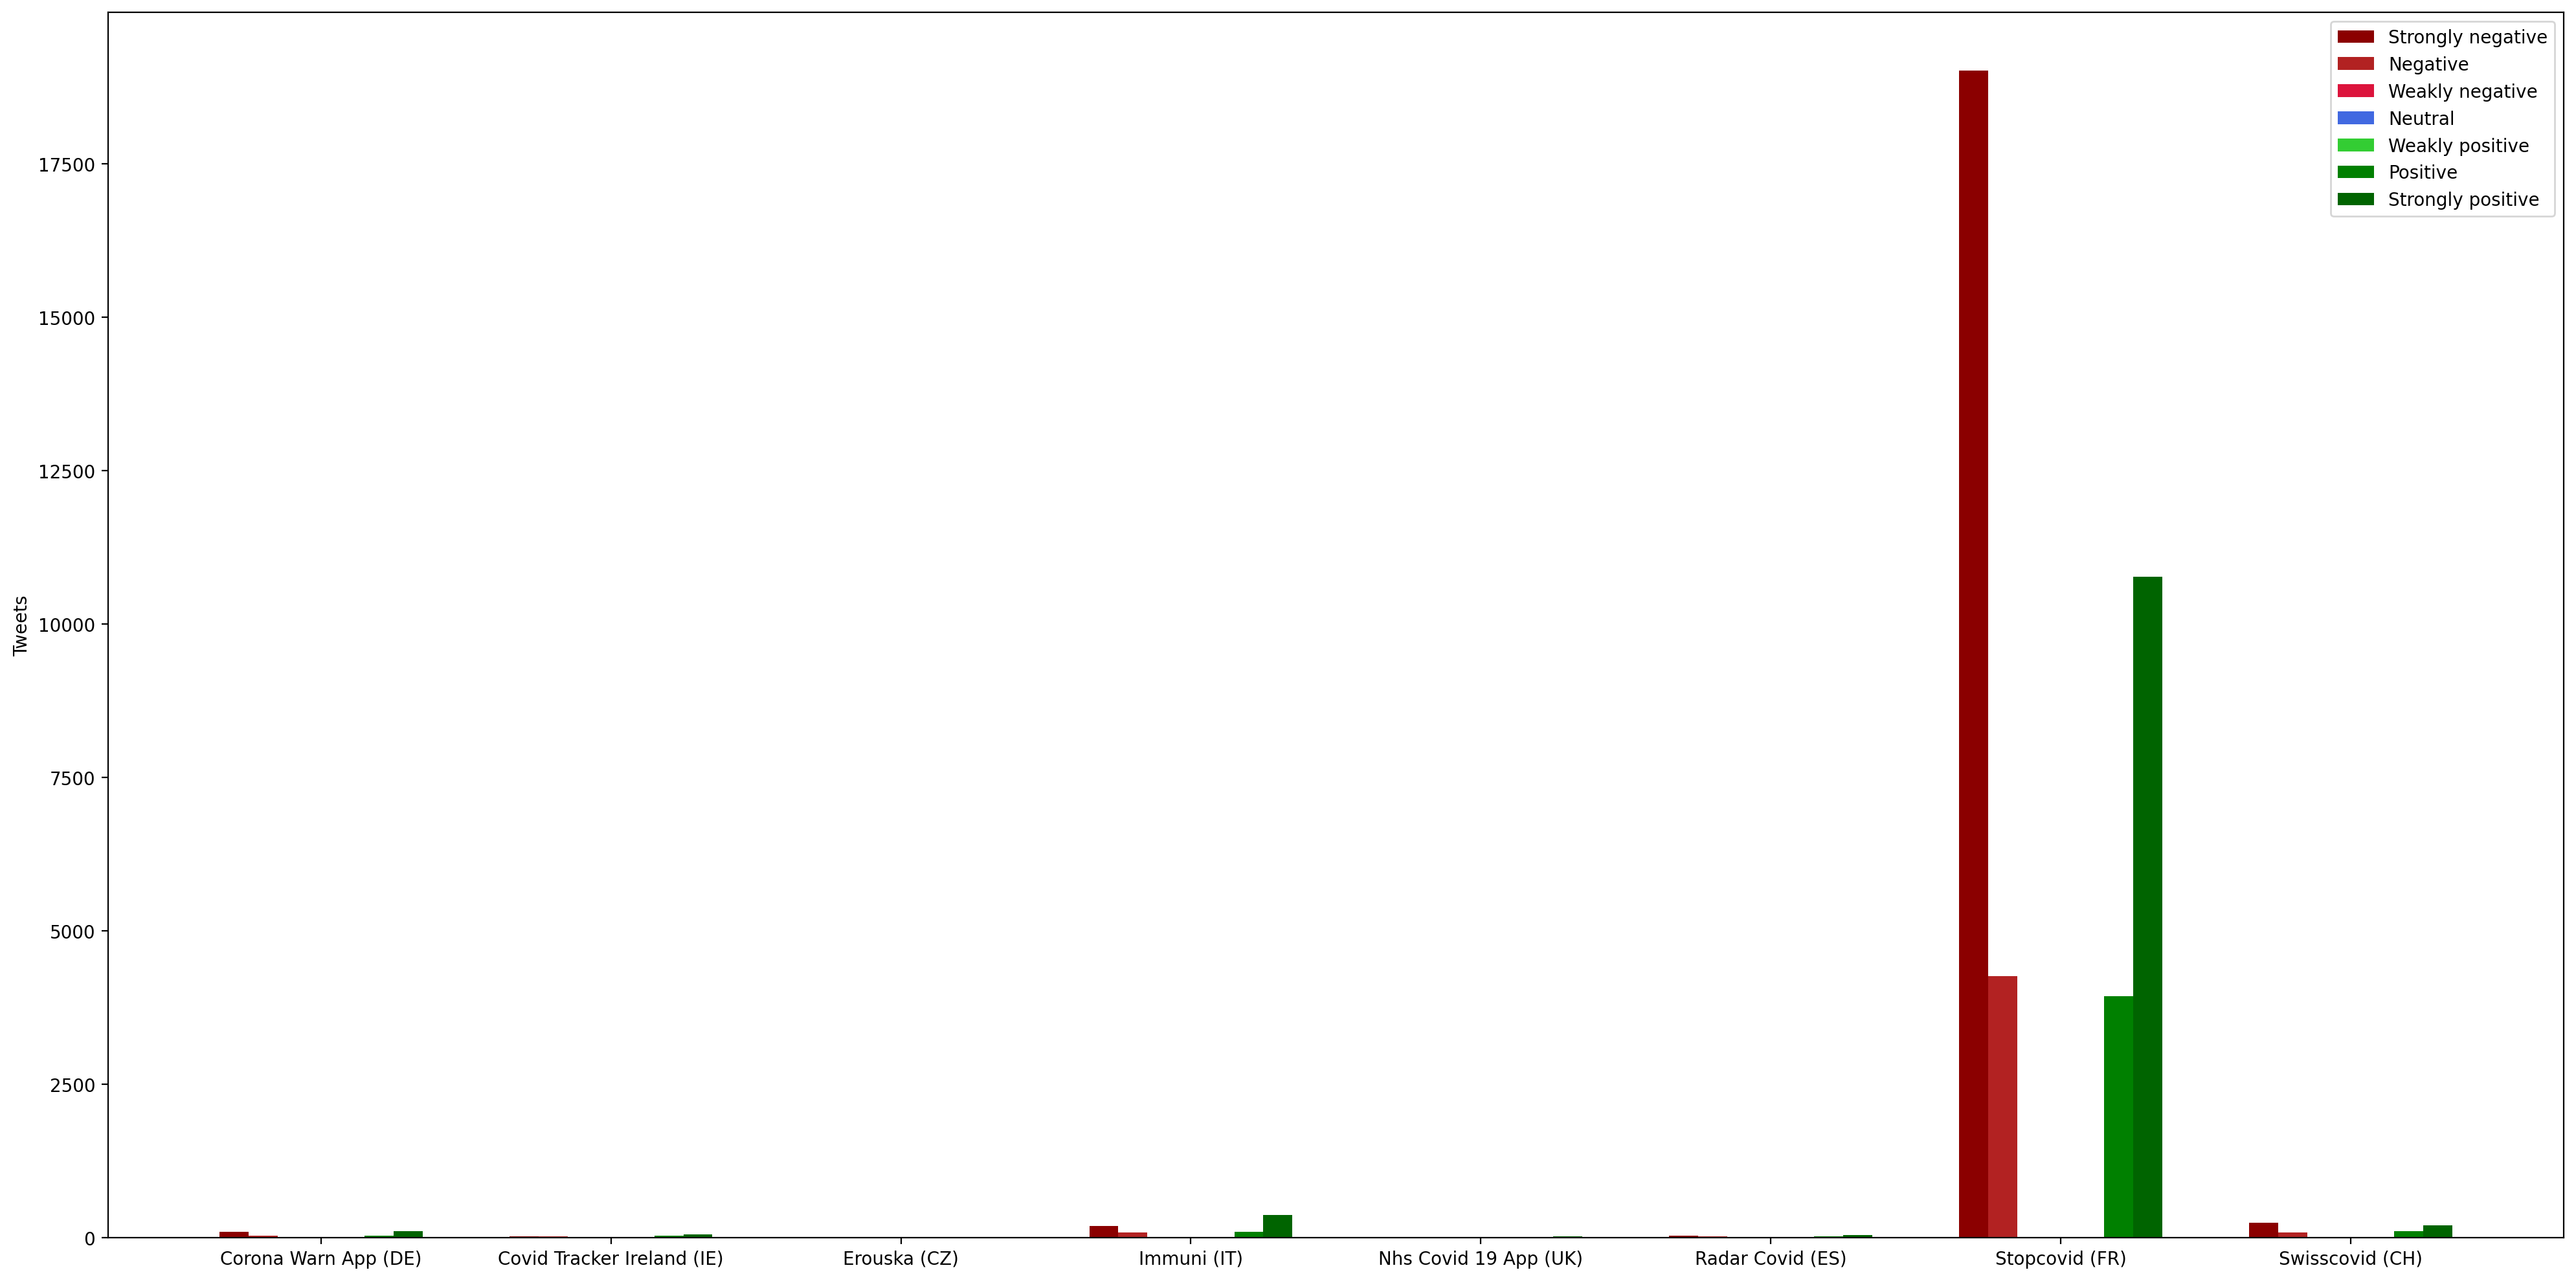 Strongly negative
Negative
Weakly negative
Neutral
Weakly positive
Positive
Strongly positive
17500
15000
12500
10000
7500
5000
2500
0
Tweets
Corona Warn App (DE) Covid Tracker Ireland (IE) Erouska (CZ) Immuni (IT) Nhs Covid 19 App (UK) Radar Covid (ES) Stopcovid (FR) Swisscovid (CH)